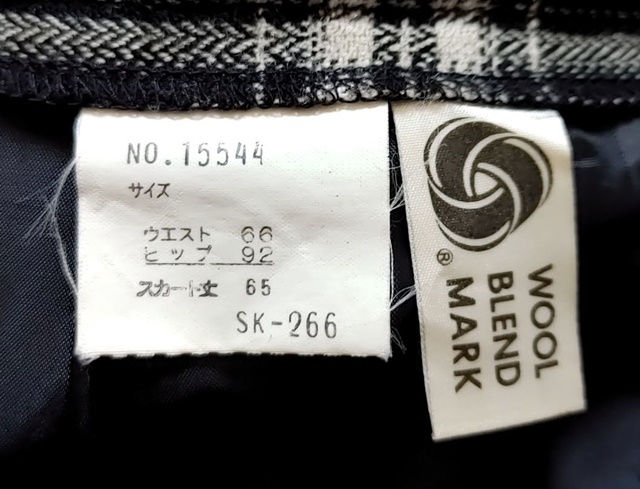 NO.15544
サイズ
ウエスト 66
ヒップ 92
スカート丈 65
SK-266
®
WOOL
BLEND
MARK